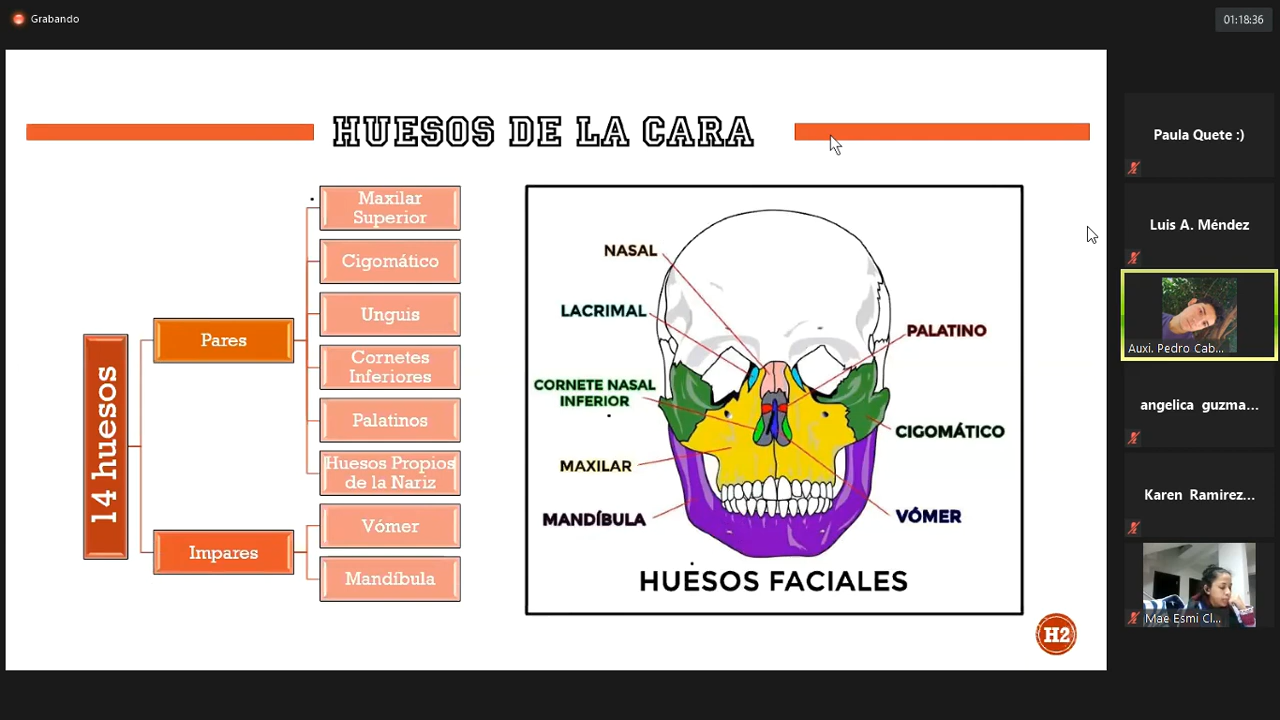 Grabando
01:18:36
HUESOS DE LA CARA
14 huesos
Pares
Impares
Maxilar
Superior
Cigomático
Unguis
Cornetes
Inferiores
Palatinos
Huesos Propios
de la Nariz
Vómer
Mandíbula
NASAL
LACRIMAL
CORNETE NASAL
INFERIOR
MAXILAR
MANDÍBULA
PALATINO
CIGOMÁTICO
VÓMER
HUESOS FACIALES
H2
Paula Quete :)
Luis A. Méndez
Auxi. Pedro Cab...
angelica guzma...
Karen Ramirez...
Mae Esmi Cl...